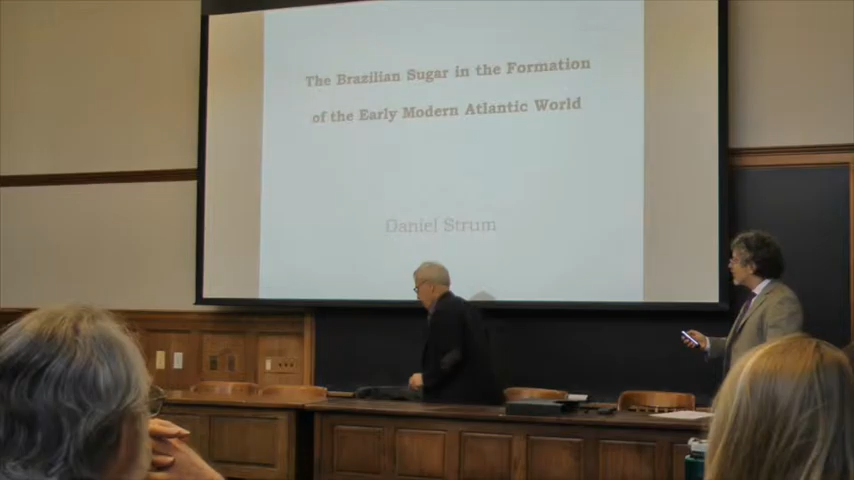 The Brazilian Sugar in the Formation
of the Early Modern Atlantic World
Daniel Strum